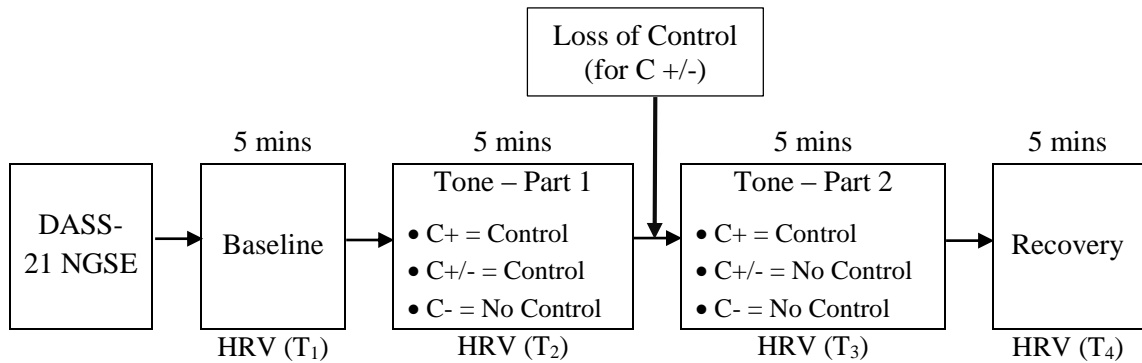 Loss of Control
(for C +/-)
5 mins
5 mins
5 mins
5 mins
DASS-
21 NGSE
Baseline
Tone – Part 1
• C+ = Control
• C+/- = Control
• C- = No Control
Tone – Part 2
• C+ = Control
• C+/- = No Control
• C- = No Control
Recovery
HRV (T₁)
HRV (T₂)
HRV (T₃)
HRV (T₄)